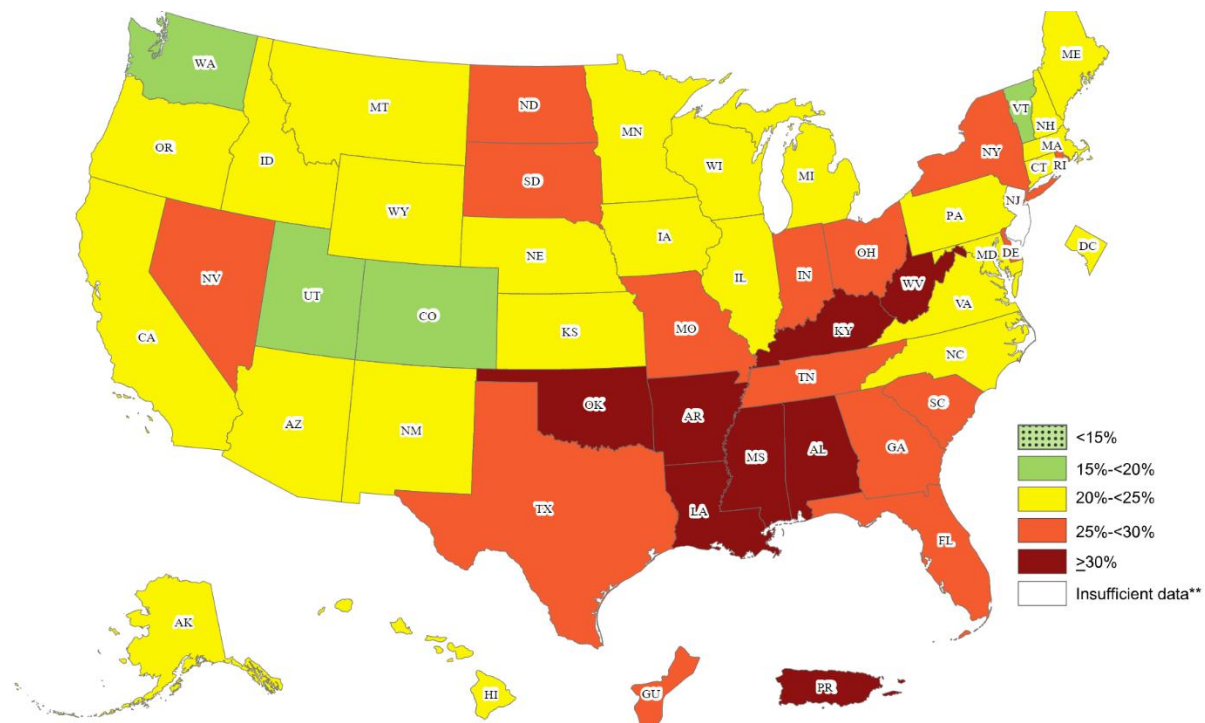 WA
MT
ND
MN
ME
VT
NH
OR
ID
SD
WI
NY
MA
MI
CT
RI
WY
NJ
PA
IA
NE
OH
MD
DE
DC
NV
IL
IN
WV
UT
VA
CO
CA
KS
MO
KY
NC
TN
OK
AR
SC
AZ
NM
MS
AL
GA
TX
LA
FL
AK
HI
GU
PR
<15%
15%-<20%
20%-<25%
25%-<30%
≥30%
Insufficient data**